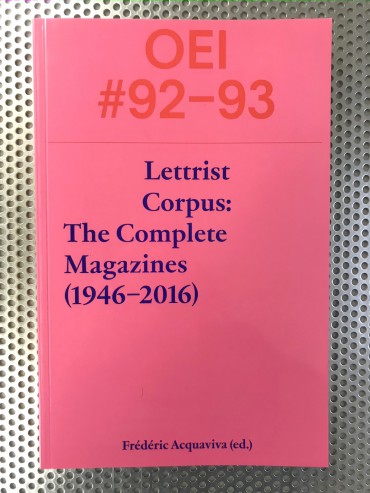 OEI
#92–93
Lettrist
Corpus:
The Complete
Magazines
(1946–2016)
Frédéric Acquaviva (ed.)